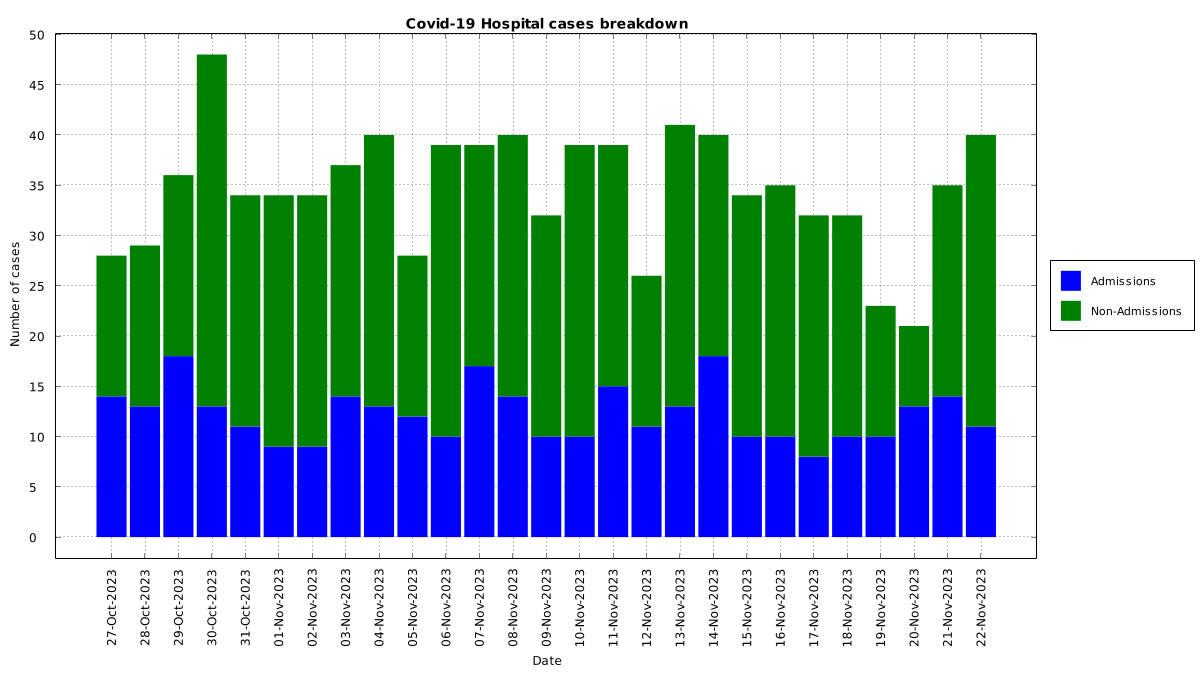 Covid-19 Hospital cases breakdown
50
45
40
35
30
25
20
15
10
5
0
Number of cases
27-Oct-2023
28-Oct-2023
29-Oct-2023
30-Oct-2023
31-Oct-2023
01-Nov-2023
02-Nov-2023
03-Nov-2023
04-Nov-2023
05-Nov-2023
06-Nov-2023
07-Nov-2023
08-Nov-2023
09-Nov-2023
10-Nov-2023
11-Nov-2023
12-Nov-2023
13-Nov-2023
14-Nov-2023
15-Nov-2023
16-Nov-2023
17-Nov-2023
18-Nov-2023
19-Nov-2023
20-Nov-2023
21-Nov-2023
22-Nov-2023
Date
Admissions
Non-Admissions